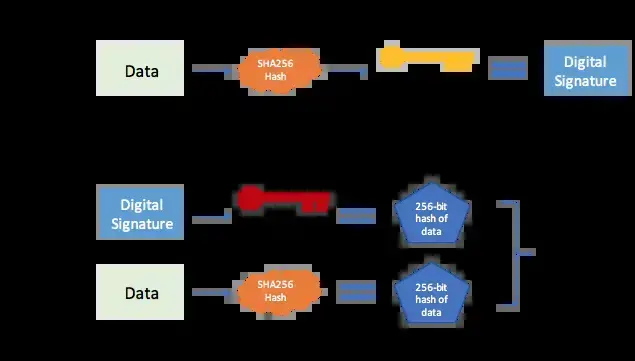 Data
SHA256
Hash
Digital
Signature
Digital
Signature
256-bit
hash of
data
Data
SHA256
Hash
256-bit
hash of
data